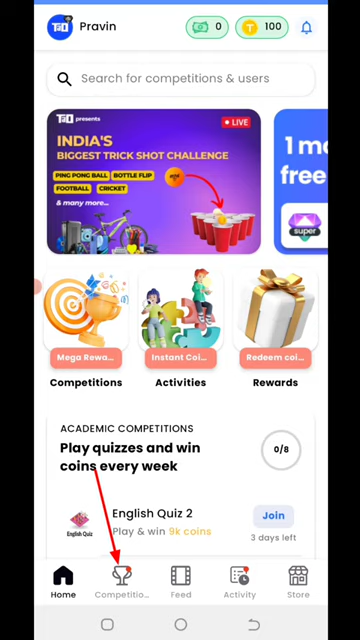 TGO
Pravin
0
100
Search for competitions & users
TGO presents
LIVE
INDIA'S
BIGGEST TRICK SHOT CHALLENGE
PING PONG BALL
BOTTLE FLIP
FOOTBALL
CRICKET
& many more...
1 m
free
super
Mega Rewa...
Instant Coi...
Redeem coi...
Competitions
Activities
Rewards
ACADEMIC COMPETITIONS
Play quizzes and win
coins every week
0/8
English Quiz
English Quiz 2
Play & win 9k coins
Join
3 days left
Home
Competitio...
Feed
Activity
Store